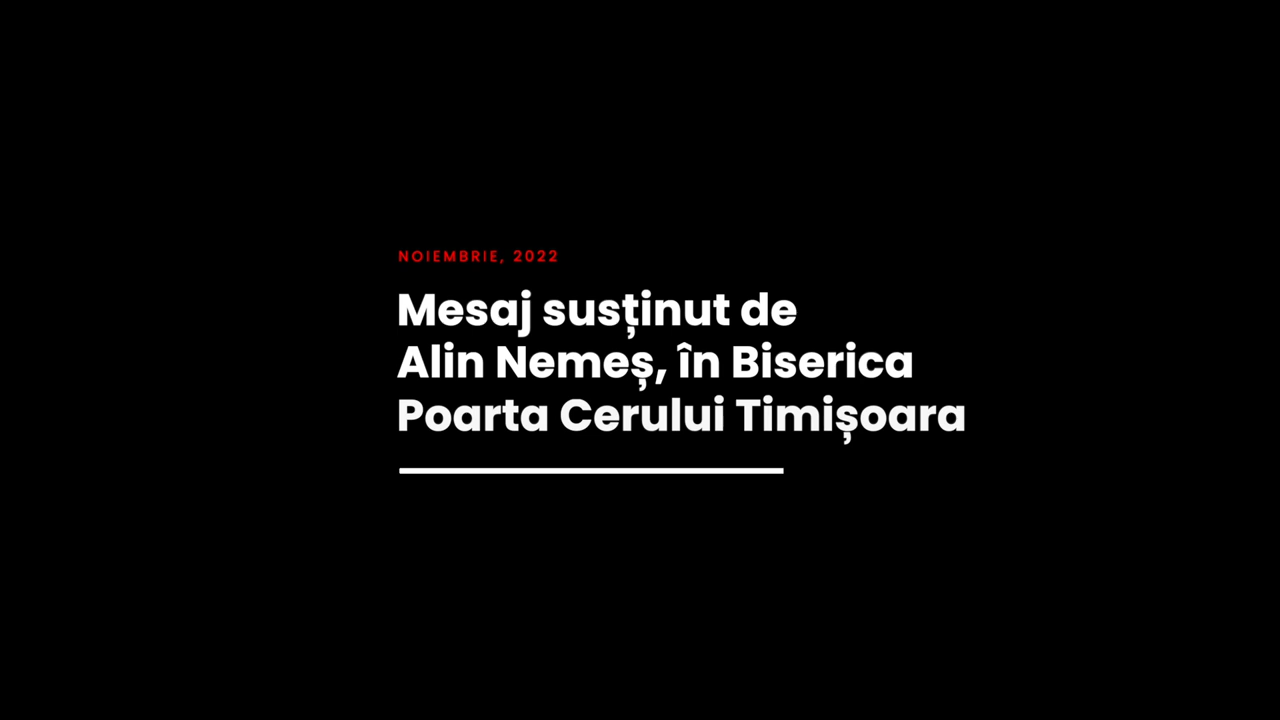 NOIEMBRIE, 2022
Mesaj susținut de
Alin Nemeș, în Biserica
Poarta Cerului Timișoara